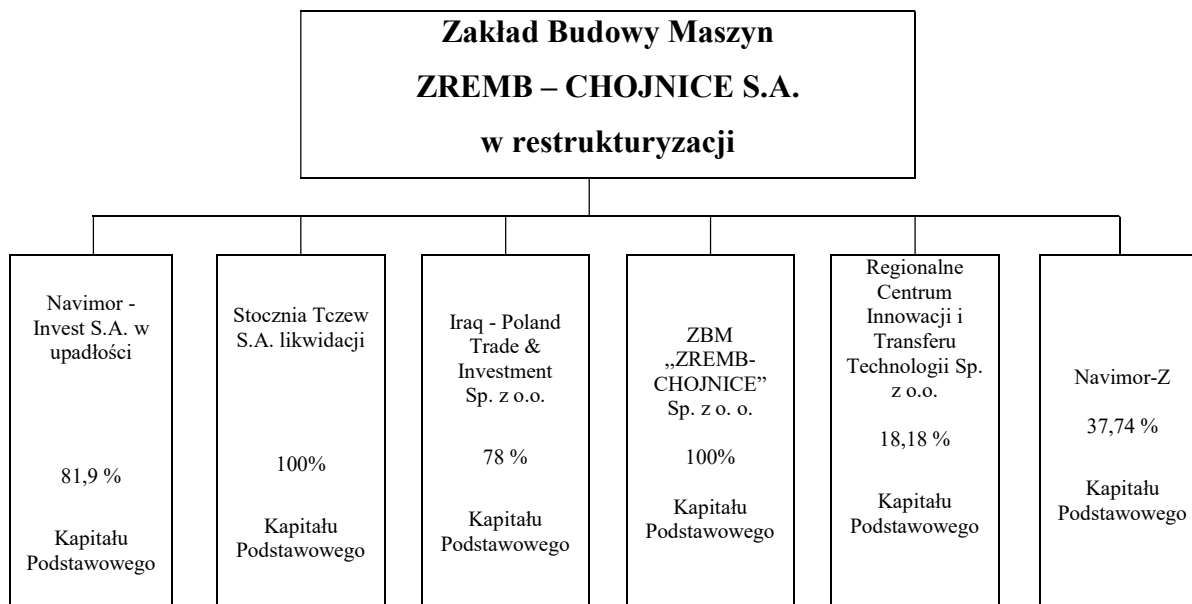 Zakład Budowy Maszyn
ZREMB – CHOJNICE S.A.
w restrukturyzacji
Navimor -
Invest S.A. w
upadłości
81,9 %
Kapitału
Podstawowego
Stocznia Tczew
S.A. likwidacji
100%
Kapitału
Podstawowego
Iraq - Poland
Trade &
Investment
Sp. z o.o.
78 %
Kapitału
Podstawowego
ZBM
„ZREMB-
CHOJNICE”
Sp. z o. o.
100%
Kapitału
Podstawowego
Regionalne
Centrum
Innowacji i
Transferu
Technologii Sp.
z o.o.
18,18 %
Kapitału
Podstawowego
Navimor-Z
37,74 %
Kapitału
Podstawowego